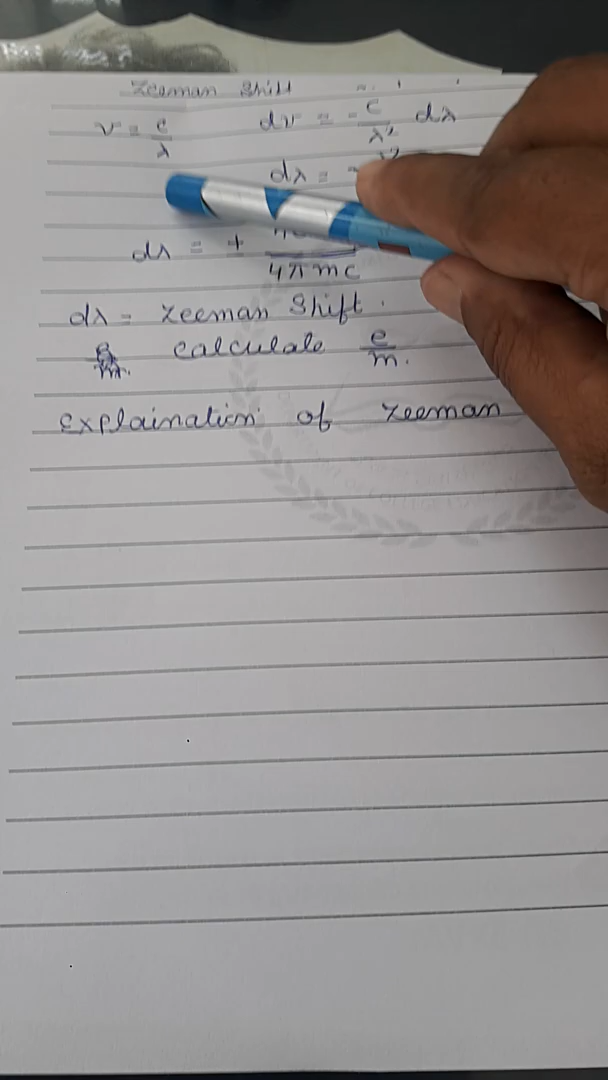 Zeeman Shift
ν = c/λ dν = -c/λ² dλ
dλ = -
dλ = ± 4πmc
dλ = Zeeman Shift.
calculate e/m.
explaination of Zeeman